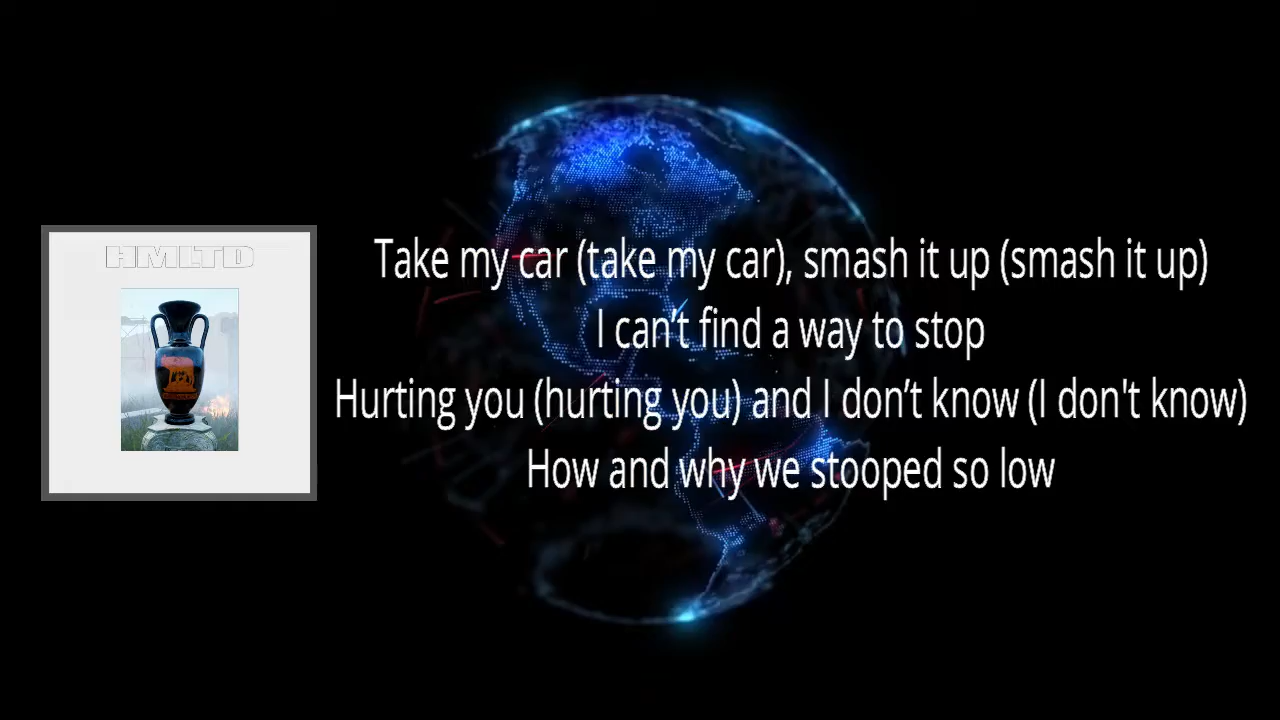 HMLTD
Take my car (take my car), smash it up (smash it up)
I can’t find a way to stop
Hurting you (hurting you) and I don’t know (I don't know)
How and why we stooped so low